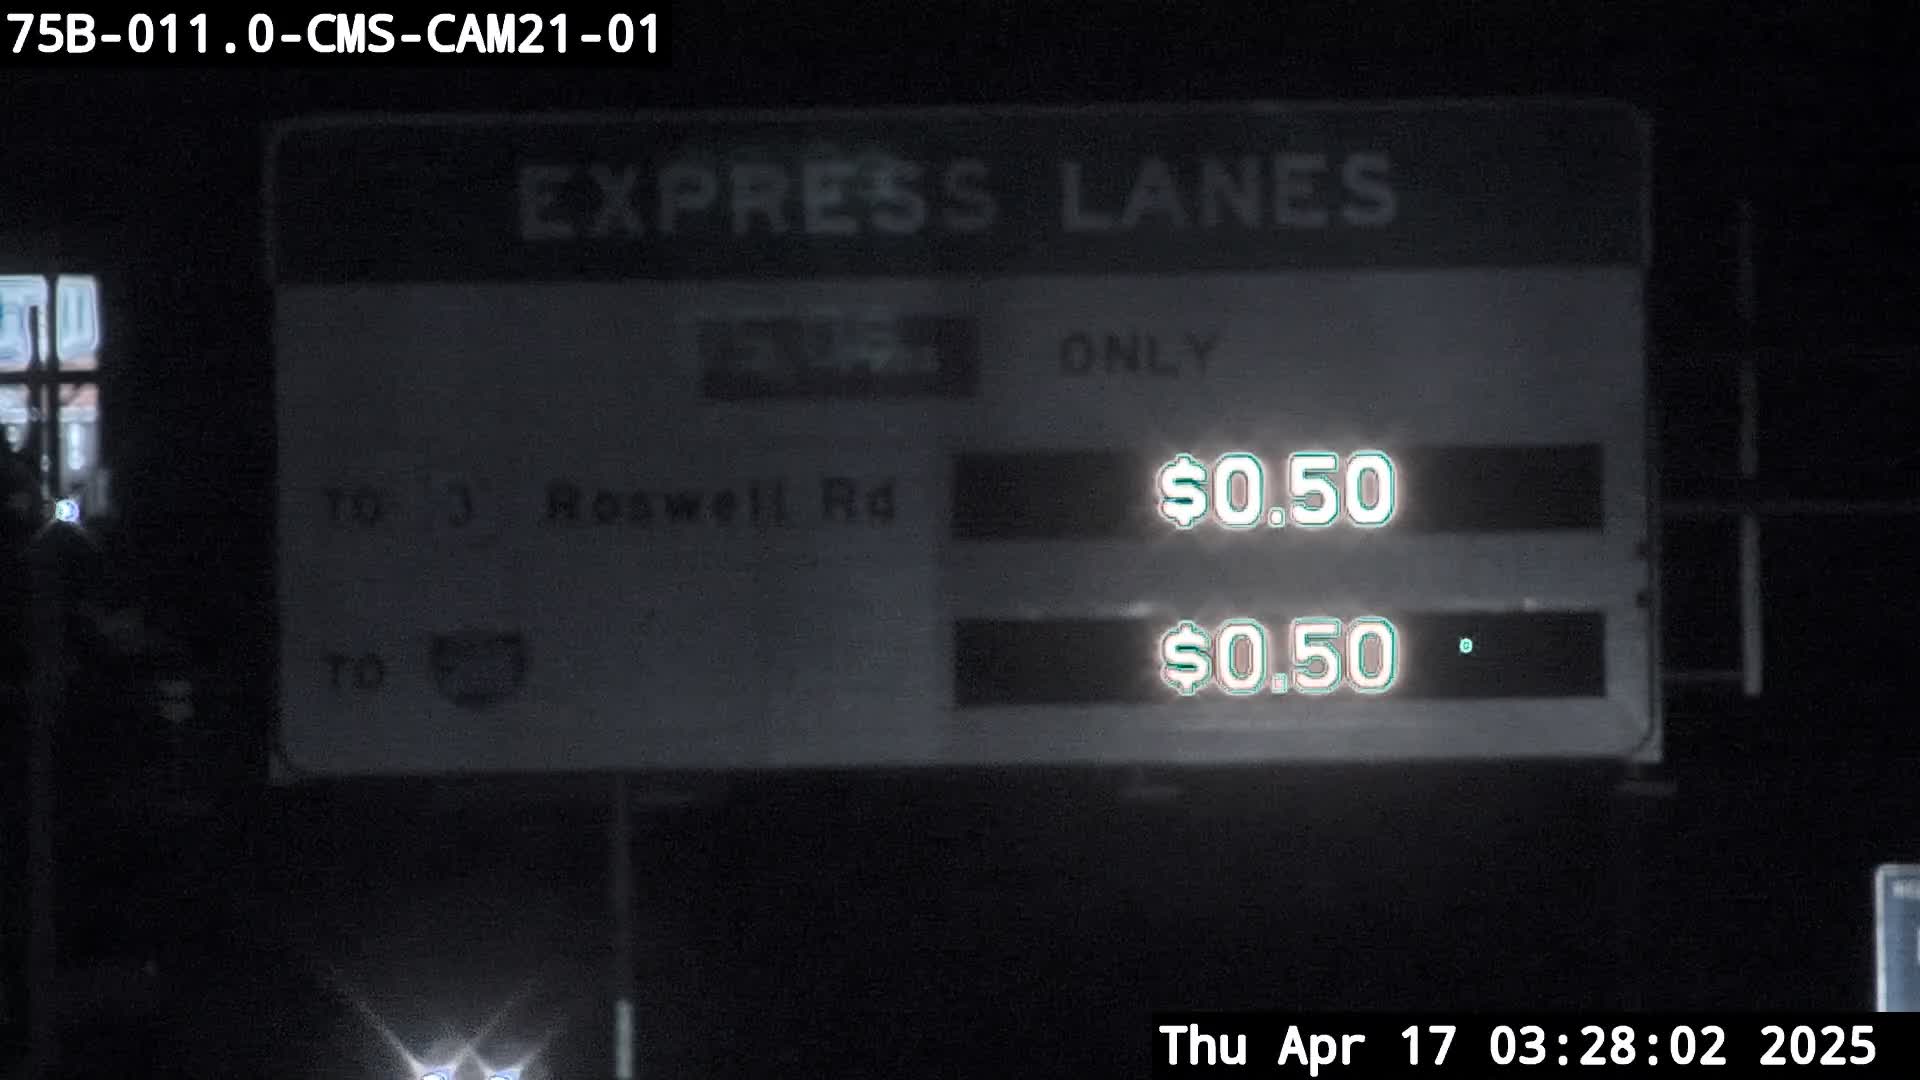 75B-011.0-CMS-CAM21-01
EXPRESS LANES
ONLY
TO 3 Roswell Rd $0.50
TO $0.50
Thu Apr 17 03:28:02 2025